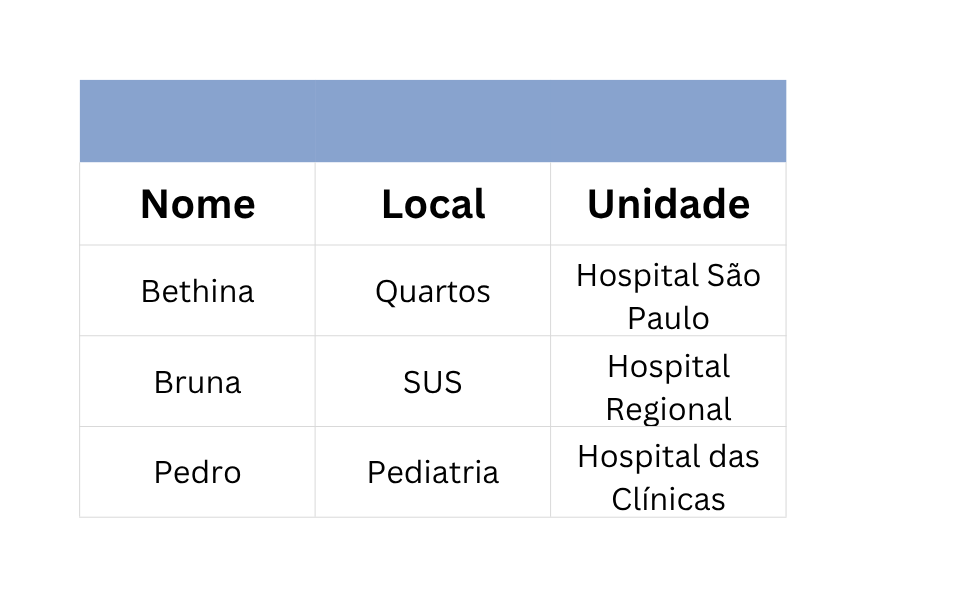 Nome Local Unidade
Bethina Quartos Hospital São
Paulo
Bruna SUS Hospital
Regional
Pedro Pediatria Hospital das
Clínicas